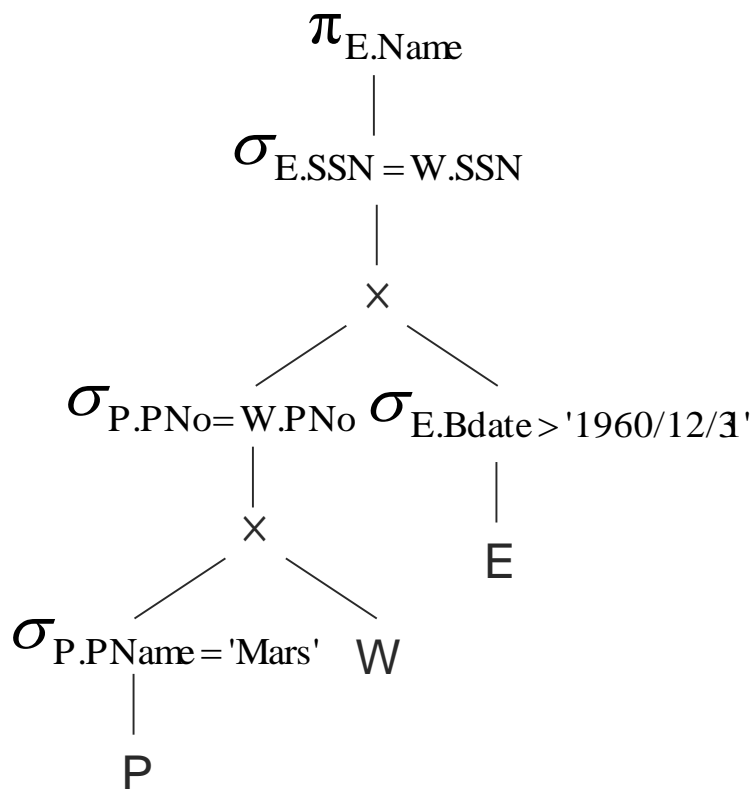 π E.Name
σ E.SSN = W.SSN
×
σ P.PNo= W.PNo σ E.Bdate > '1960/12/31'
×
E
σ P.PName = 'Mars' W
P